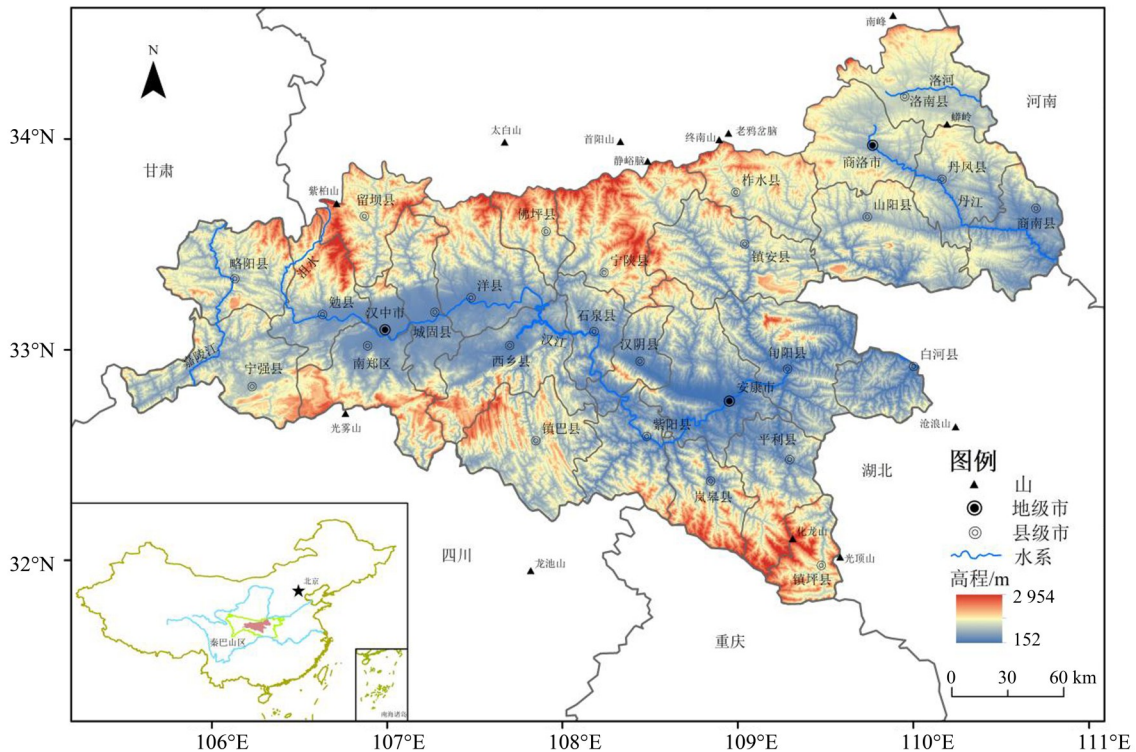 南峰
N
洛河
洛南县
河南
蟒岭
34°N
太白山
首阳山
终南山
老鸦岔脑
静峪脑
商洛市
丹凤县
甘肃
紫柏山
留坝县
柞水县
山阳县
丹江
商南县
佛坪县
略阳县
沮水
宁陕县
镇安县
洋县
勉县
汉中市
城固县
石泉县
33°N
嘉陵江
南郑区
西乡县
汉江
汉阴县
旬阳县
白河县
宁强县
安康市
光雾山
镇巴县
紫阳县
平利县
沧浪山
湖北
岚皋县
化龙山
光顶山
镇坪县
32°N
四川
龙池山
重庆
北京
秦巴山区
南海诸岛
图例
山
地级市
县级市
水系
高程/m
2 954
152
0 30 60 km
106°E 107°E 108°E 109°E 110°E 111°E